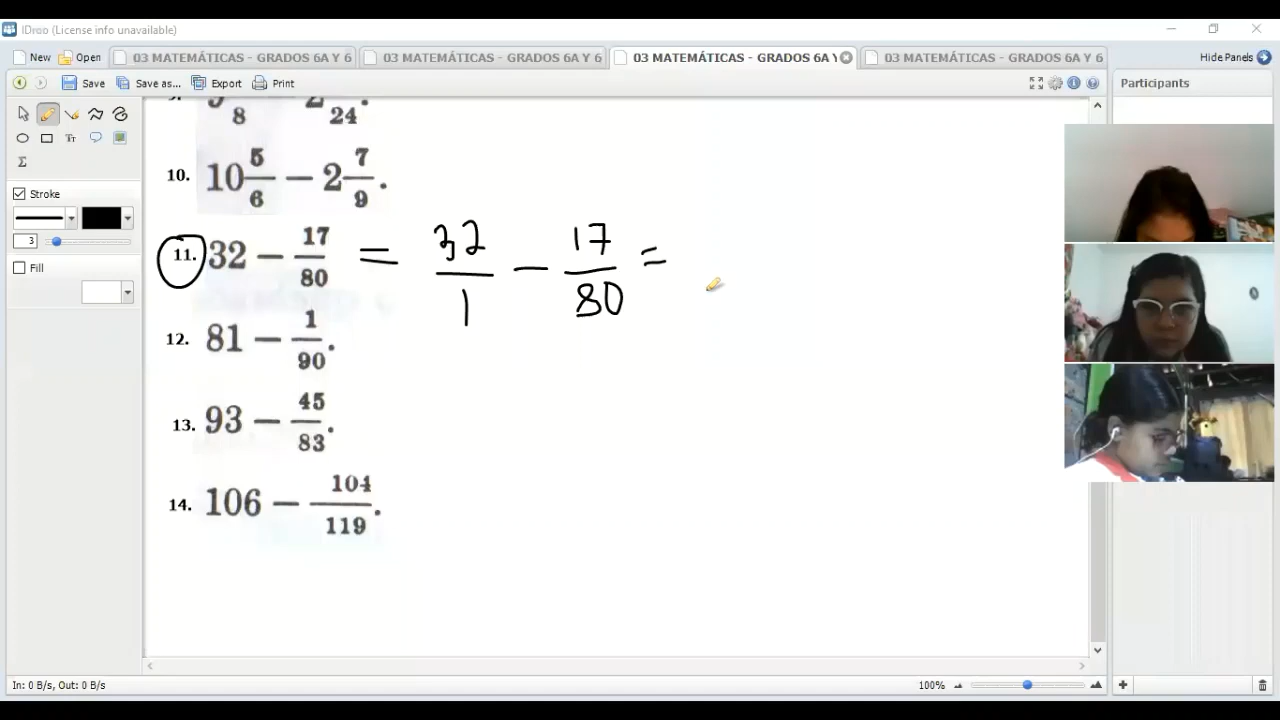 IDroo (License info unavailable)
New Open 03 MATEMÁTICAS - GRADOS 6A Y 6 03 MATEMÁTICAS - GRADOS 6A Y 6 03 MATEMÁTICAS - GRADOS 6A Y 03 MATEMÁTICAS - GRADOS 6A Y 6 Hide Panels
Save Save as... Export Print Participants
8 24 .
10. 10 5/6 − 2 7/9 .
Stroke
3
Fill
11. 32 − 17/80 = 32/1 − 17/80 =
12. 81 − 1/90 .
13. 93 − 45/83 .
14. 106 − 104/119 .
In: 0 B/s, Out: 0 B/s 100%